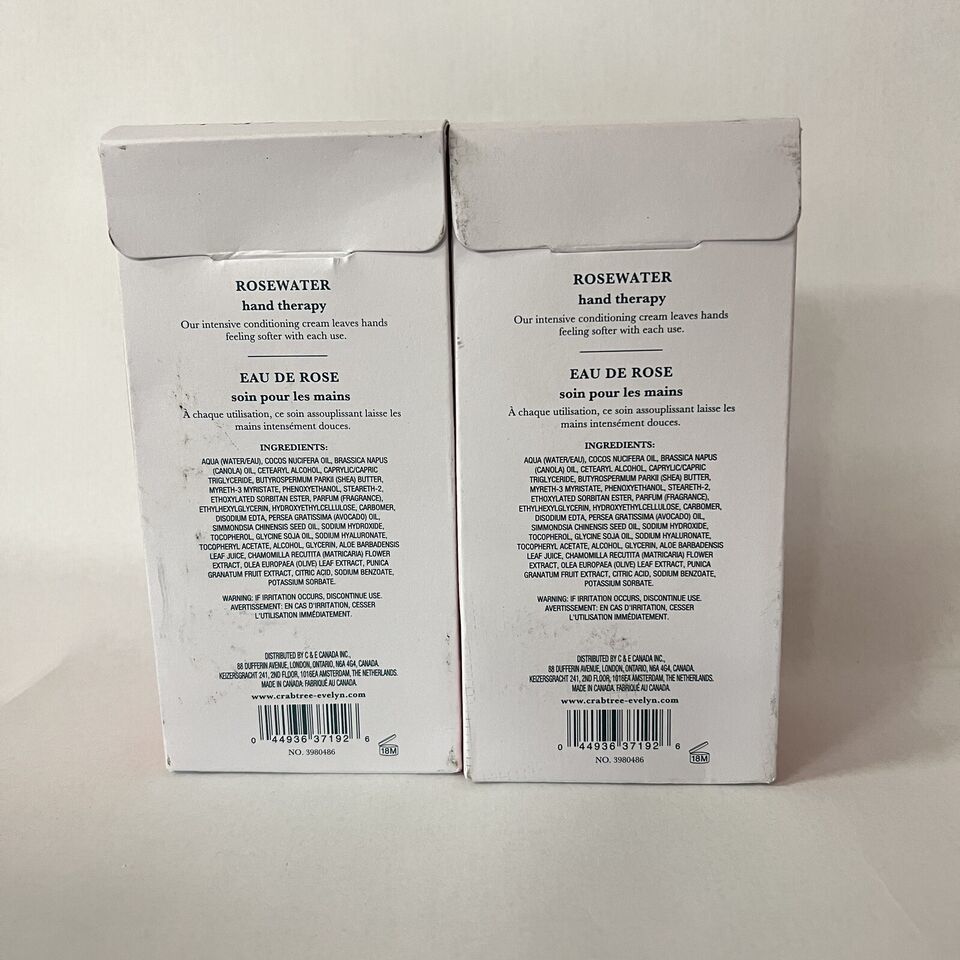 ROSEWATER
hand therapy
Our intensive conditioning cream leaves hands
feeling softer with each use.
EAU DE ROSE
soin pour les mains
À chaque utilisation, ce soin assouplissant laisse les
mains intensément douces.
INGREDIENTS:
AQUA (WATER/EAU), COCOS NUCIFERA OIL, BRASSICA NAPUS
(CANOLA) OIL, CETEARYL ALCOHOL, CAPRYLIC/CAPRIC
TRIGLYCERIDE, BUTYROSPERMUM PARKII (SHEA) BUTTER,
MYRETH-3 MYRISTATE, PHENOXYETHANOL, STEARETH-2,
ETHOXYLATED SORBITAN ESTER, PARFUM (FRAGRANCE),
ETHYLHEXYLGLYCERIN, HYDROXYETHYLCELLULOSE, CARBOMER,
DISODIUM EDTA, PERSEA GRATISSIMA (AVOCADO) OIL,
SIMMONDSIA CHINENSIS SEED OIL, SODIUM HYDROXIDE,
TOCOPHEROL, GLYCINE SOJA OIL, SODIUM HYALURONATE,
TOCOPHERYL ACETATE, ALCOHOL, GLYCERIN, ALOE BARBADENSIS
LEAF JUICE, CHAMOMILLA RECUTITA (MATRICARIA) FLOWER
EXTRACT, OLEA EUROPAEA (OLIVE) LEAF EXTRACT, PUNICA
GRANATUM FRUIT EXTRACT, CITRIC ACID, SODIUM BENZOATE,
POTASSIUM SORBATE.
WARNING: IF IRRITATION OCCURS, DISCONTINUE USE.
AVERTISSEMENT: EN CAS D'IRRITATION, CESSER
L'UTILISATION IMMÉDIATEMENT.
DISTRIBUTED BY C & E CANADA INC.,
88 DUFFERIN AVENUE, LONDON, ONTARIO, N6A 4G4, CANADA.
KEIZERSGRACHT 241, 2ND FLOOR, 1016EA AMSTERDAM, THE NETHERLANDS.
MADE IN CANADA: FABRIQUÉ AU CANADA.
www.crabtree-evelyn.com
0 44936 37192 6
NO. 3980486
18M
ROSEWATER
hand therapy
Our intensive conditioning cream leaves hands
feeling softer with each use.
EAU DE ROSE
soin pour les mains
À chaque utilisation, ce soin assouplissant laisse les
mains intensément douces.
INGREDIENTS:
AQUA (WATER/EAU), COCOS NUCIFERA OIL, BRASSICA NAPUS
(CANOLA) OIL, CETEARYL ALCOHOL, CAPRYLIC/CAPRIC
TRIGLYCERIDE, BUTYROSPERMUM PARKII (SHEA) BUTTER,
MYRETH-3 MYRISTATE, PHENOXYETHANOL, STEARETH-2,
ETHOXYLATED SORBITAN ESTER, PARFUM (FRAGRANCE),
ETHYLHEXYLGLYCERIN, HYDROXYETHYLCELLULOSE, CARBOMER,
DISODIUM EDTA, PERSEA GRATISSIMA (AVOCADO) OIL,
SIMMONDSIA CHINENSIS SEED OIL, SODIUM HYDROXIDE,
TOCOPHEROL, GLYCINE SOJA OIL, SODIUM HYALURONATE,
TOCOPHERYL ACETATE, ALCOHOL, GLYCERIN, ALOE BARBADENSIS
LEAF JUICE, CHAMOMILLA RECUTITA (MATRICARIA) FLOWER
EXTRACT, OLEA EUROPAEA (OLIVE) LEAF EXTRACT, PUNICA
GRANATUM FRUIT EXTRACT, CITRIC ACID, SODIUM BENZOATE,
POTASSIUM SORBATE.
WARNING: IF IRRITATION OCCURS, DISCONTINUE USE.
AVERTISSEMENT: EN CAS D'IRRITATION, CESSER
L'UTILISATION IMMÉDIATEMENT.
DISTRIBUTED BY C & E CANADA INC.,
88 DUFFERIN AVENUE, LONDON, ONTARIO, N6A 4G4, CANADA.
KEIZERSGRACHT 241, 2ND FLOOR, 1016EA AMSTERDAM, THE NETHERLANDS.
MADE IN CANADA. FABRIQUÉ AU CANADA.
www.crabtree-evelyn.com
0 44936 37192 6
NO. 3980486
18M